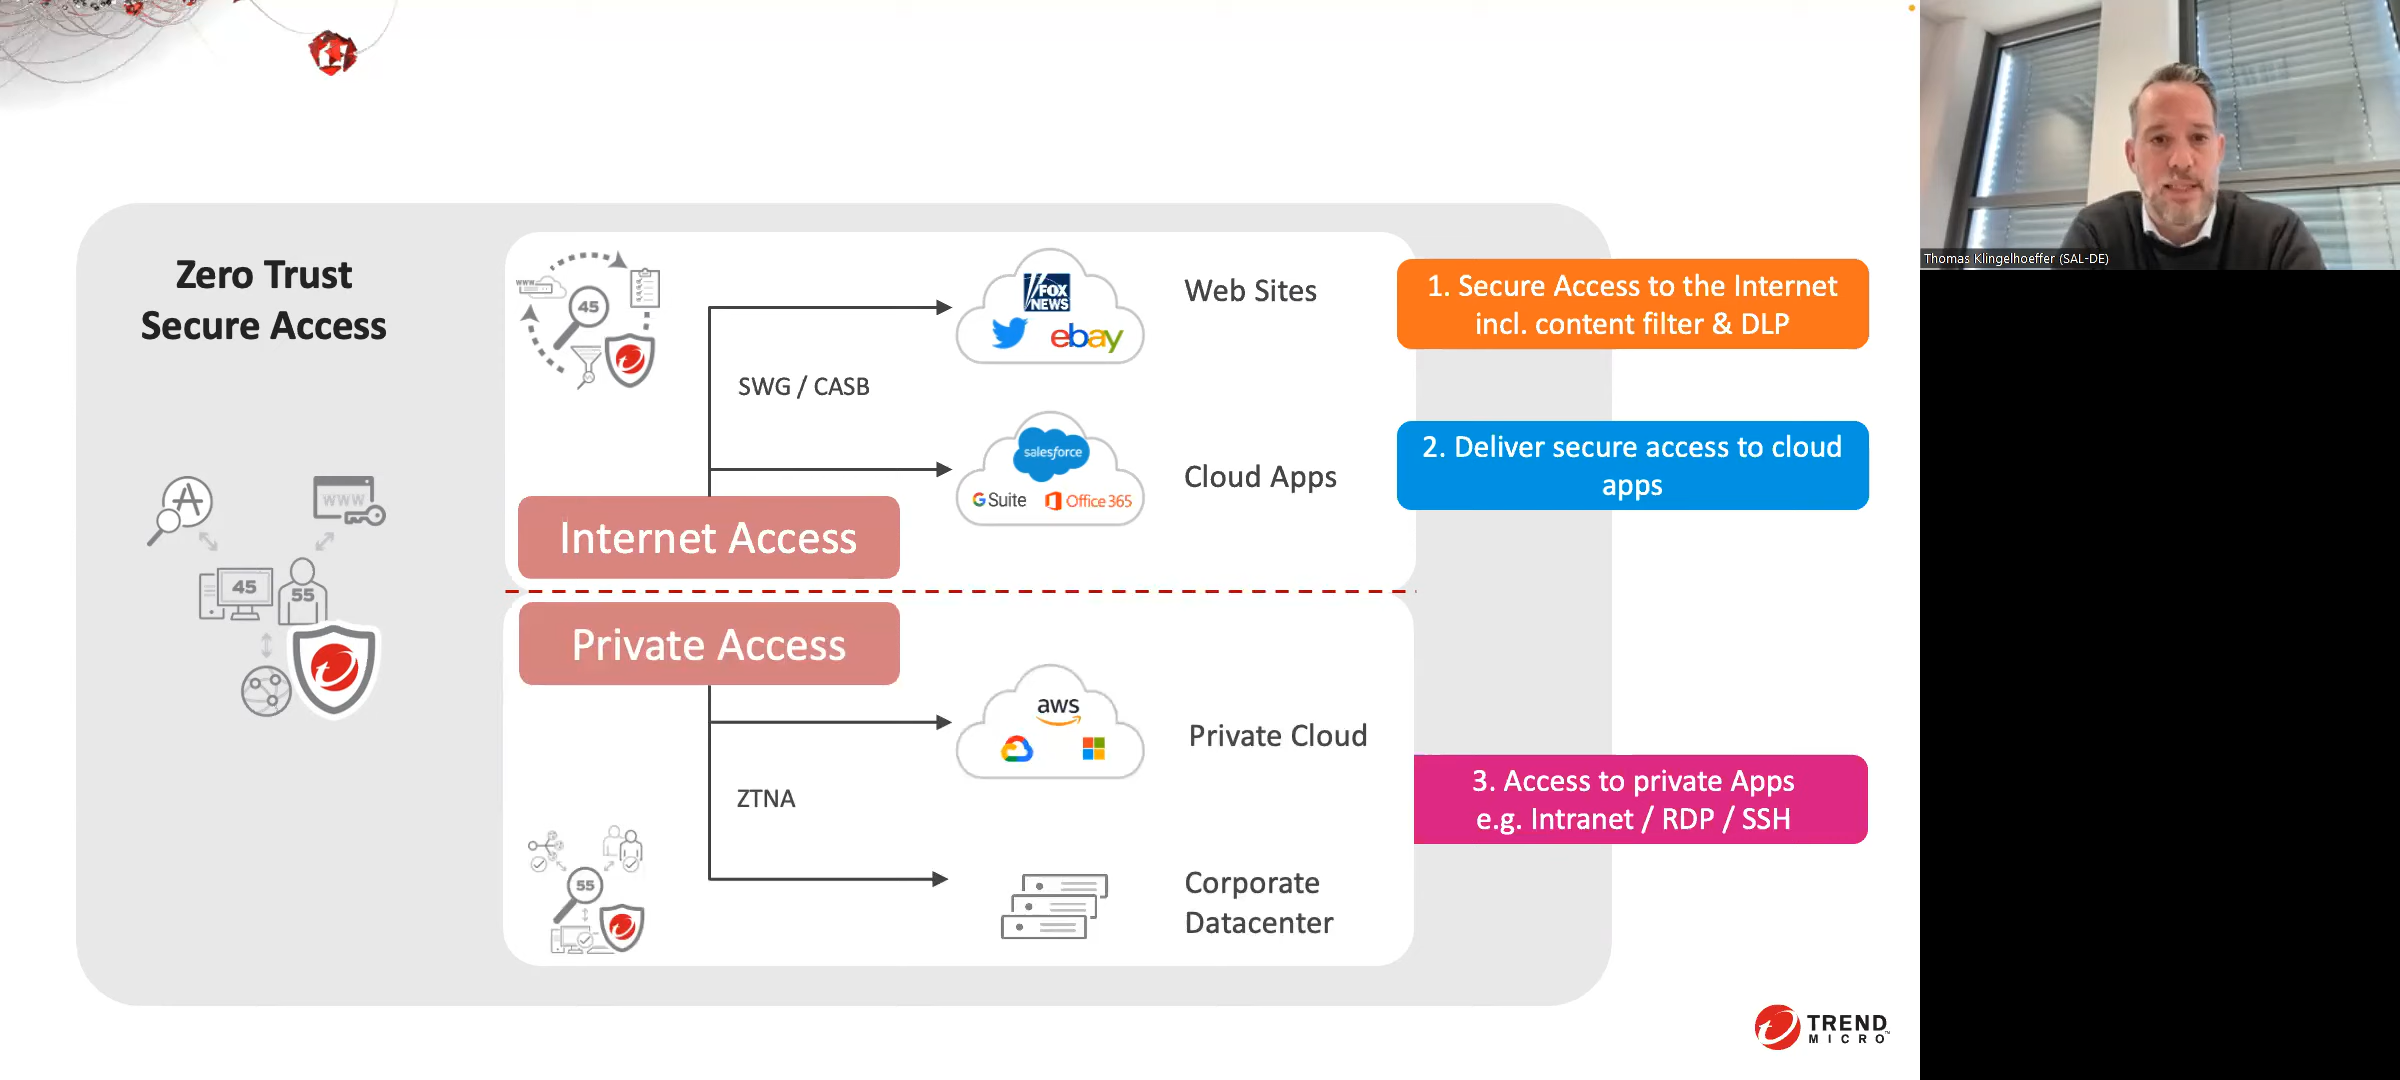 Zero Trust
Secure Access
45
55
WWW
WWW
45
SWG / CASB
Internet Access
FOX
NEWS
ebay
Web Sites
salesforce
G Suite
Office 365
Cloud Apps
1. Secure Access to the Internet
incl. content filter & DLP
2. Deliver secure access to cloud
apps
Private Access
ZTNA
55
aws
Private Cloud
Corporate
Datacenter
3. Access to private Apps
e.g. Intranet / RDP / SSH
TREND
MICRO
Thomas Klingelhoeffer (SAL-DE)